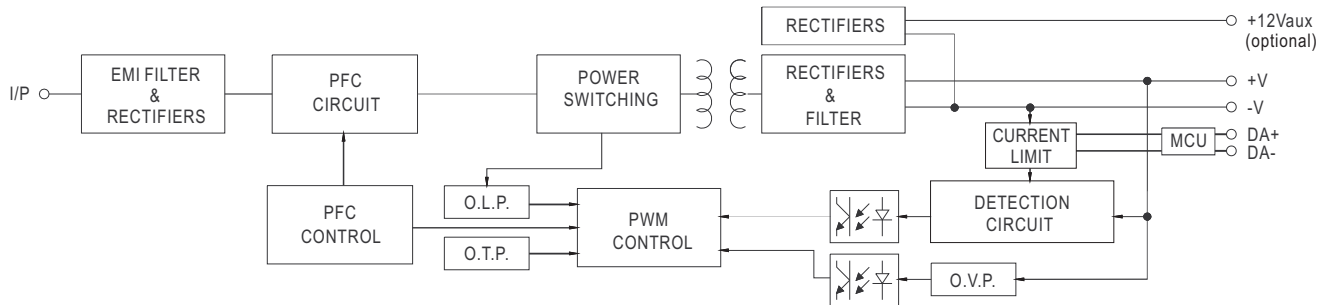 RECTIFIERS
+12Vaux
(optional)
I/P
EMI FILTER
&
RECTIFIERS
PFC
CIRCUIT
POWER
SWITCHING
RECTIFIERS
&
FILTER
+V
-V
CURRENT
LIMIT
MCU
DA+
DA-
PFC
CONTROL
O.L.P.
O.T.P.
PWM
CONTROL
DETECTION
CIRCUIT
O.V.P.